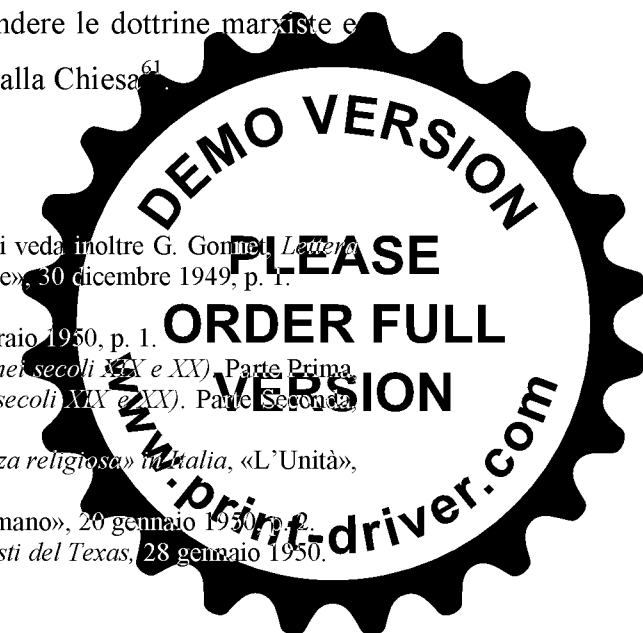 ndere le dottrine marxiste e
alla Chiesa61.
i veda inoltre G. Gonnet, Lettera
e», 30 dicembre 1949, p. 1.
raio 1950, p. 1.
nei secoli XIX e XX). Parte Prima,
secoli XIX e XX). Parte Seconda,
za religiosa» in Italia, «L'Unità»,
mano», 20 gennaio 1950, p. 2.
sti del Texas, 28 gennaio 1950.
DEMO VERSION
PLEASE
ORDER FULL
VERSION
www.print-driver.com